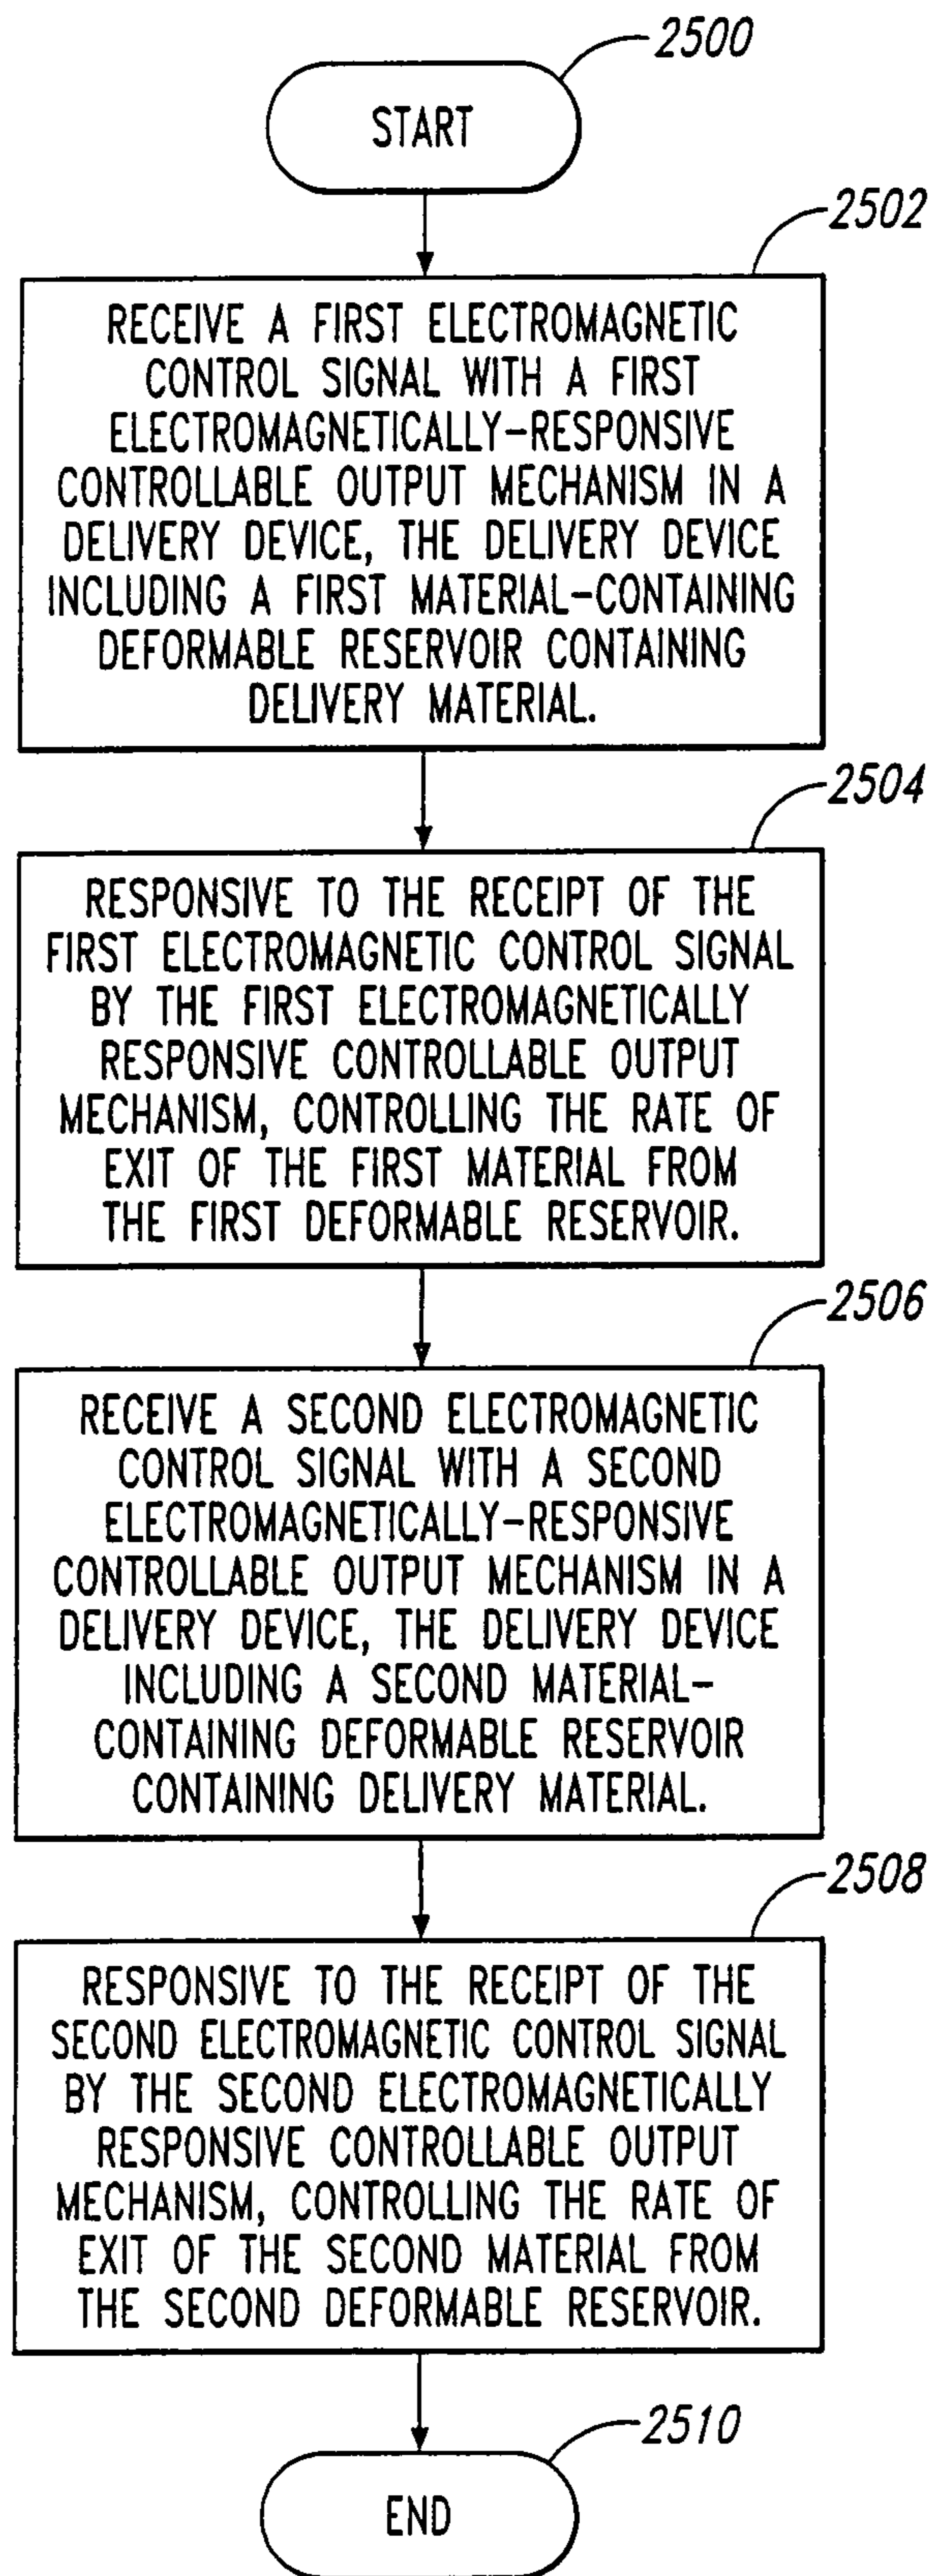 2500
START
2502
RECEIVE A FIRST ELECTROMAGNETIC
CONTROL SIGNAL WITH A FIRST
ELECTROMAGNETICALLY-RESPONSIVE
CONTROLLABLE OUTPUT MECHANISM IN A
DELIVERY DEVICE, THE DELIVERY DEVICE
INCLUDING A FIRST MATERIAL-CONTAINING
DEFORMABLE RESERVOIR CONTAINING
DELIVERY MATERIAL.
2504
RESPONSIVE TO THE RECEIPT OF THE
FIRST ELECTROMAGNETIC CONTROL SIGNAL
BY THE FIRST ELECTROMAGNETICALLY
RESPONSIVE CONTROLLABLE OUTPUT
MECHANISM, CONTROLLING THE RATE OF
EXIT OF THE FIRST MATERIAL FROM
THE FIRST DEFORMABLE RESERVOIR.
2506
RECEIVE A SECOND ELECTROMAGNETIC
CONTROL SIGNAL WITH A SECOND
ELECTROMAGNETICALLY-RESPONSIVE
CONTROLLABLE OUTPUT MECHANISM IN A
DELIVERY DEVICE, THE DELIVERY DEVICE
INCLUDING A SECOND MATERIAL-
CONTAINING DEFORMABLE RESERVOIR
CONTAINING DELIVERY MATERIAL.
2508
RESPONSIVE TO THE RECEIPT OF THE
SECOND ELECTROMAGNETIC CONTROL SIGNAL
BY THE SECOND ELECTROMAGNETICALLY
RESPONSIVE CONTROLLABLE OUTPUT
MECHANISM, CONTROLLING THE RATE OF
EXIT OF THE SECOND MATERIAL FROM
THE SECOND DEFORMABLE RESERVOIR.
2510
END